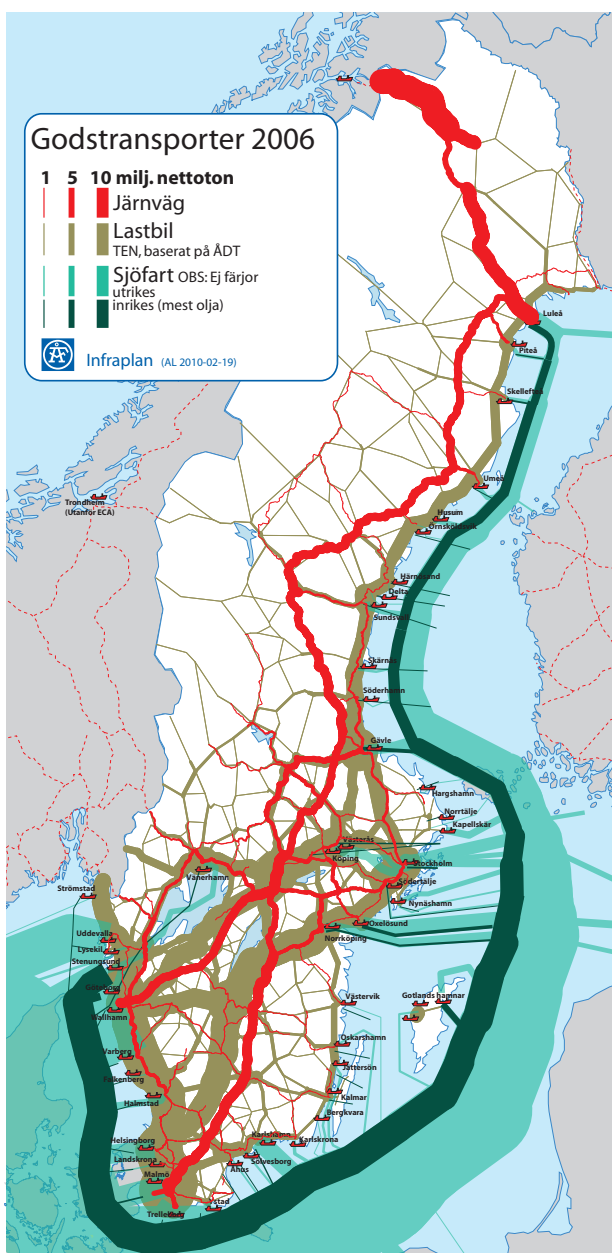 Godstransporter 2006
1 5 10 milj. nettoton
Järnväg
Lastbil
TEN, baserat på ÅDT
Sjöfart OBS: Ej färjor
utrikes
inrikes (mest olja)
ÅF Infraplan (AL 2010-02-19)
Luleå
Piteå
Skellefteå
Umeå
Trondheim
(Utanför ECA)
Husum
Örnsköldsvik
Härnösand
Delta
Sundsvall
Skärnäs
Söderhamn
Gävle
Hargshamn
Norrtälje
Kapellskär
Västerås
Köping
Stockholm
Vänerhamn
Södertälje
Strömstad
Nynäshamn
Oxelösund
Norrköping
Uddevalla
Lysekil
Stenungsund
Göteborg
Wallhamn
Västervik
Gotlands hamnar
Oskarshamn
Varberg
Jättersön
Falkenberg
Kalmar
Halmstad
Bergkvara
Karlshamn
Karlskrona
Helsingborg
Sölvesborg
Landskrona
Åhus
Malmö
Ystad